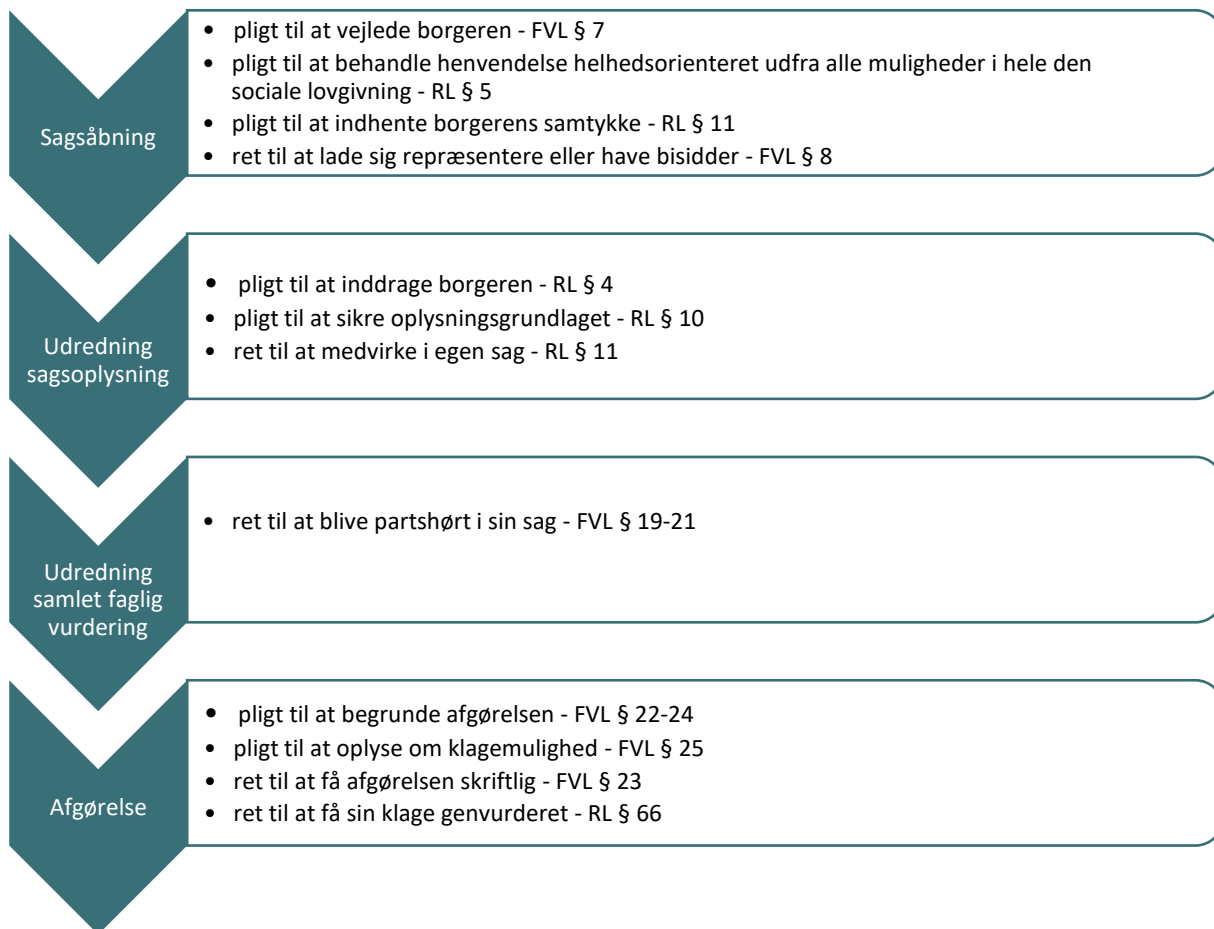 Sagsåbning
• pligt til at vejlede borgeren - FVL § 7
• pligt til at behandle henvendelse helhedsorienteret udfra alle muligheder i hele den
sociale lovgivning - RL § 5
• pligt til at indhente borgerens samtykke - RL § 11
• ret til at lade sig repræsentere eller have bisidder - FVL § 8
Udredning
sagsoplysning
• pligt til at inddrage borgeren - RL § 4
• pligt til at sikre oplysningsgrundlaget - RL § 10
• ret til at medvirke i egen sag - RL § 11
Udredning
samlet faglig
vurdering
• ret til at blive partshørt i sin sag - FVL § 19-21
Afgørelse
• pligt til at begrunde afgørelsen - FVL § 22-24
• pligt til at oplyse om klagemulighed - FVL § 25
• ret til at få afgørelsen skriftlig - FVL § 23
• ret til at få sin klage genvurderet - RL § 66